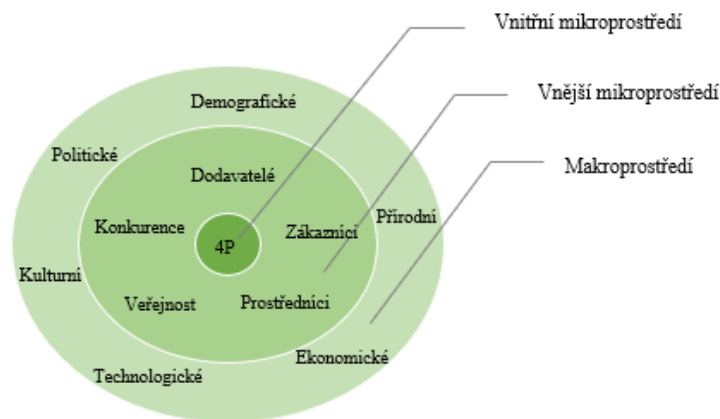 Vnitřní mikroprostředí
Vnější mikroprostředí
Demografické
Politické
Makroprostředí
Dodavatelé
Konkurence
Zákazníci
Přírodní
4P
Kulturní
Veřejnost
Prostředníci
Ekonomické
Technologické